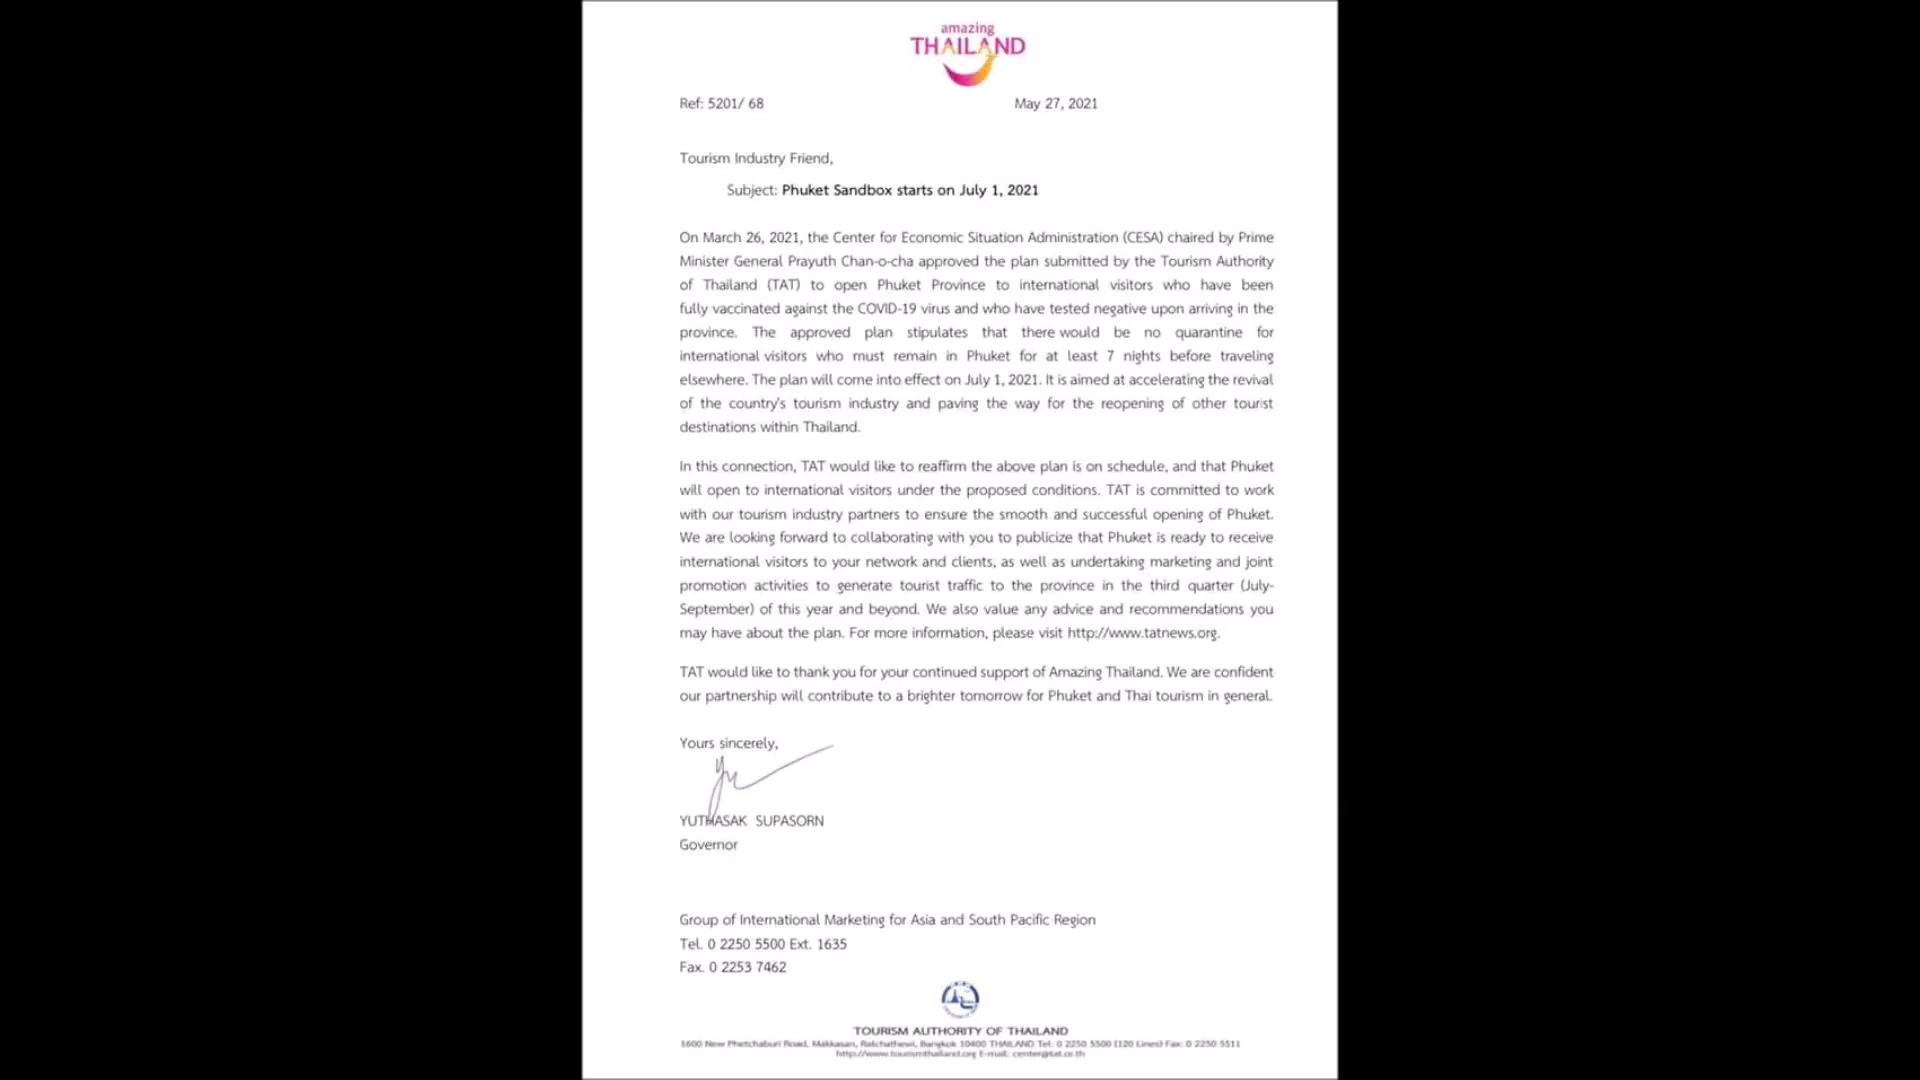 amazing
THAILAND
Ref: 5201/ 68 May 27, 2021
Tourism Industry Friend,
Subject: Phuket Sandbox starts on July 1, 2021
On March 26, 2021, the Center for Economic Situation Administration (CESA) chaired by Prime
Minister General Prayuth Chan-o-cha approved the plan submitted by the Tourism Authority
of Thailand (TAT) to open Phuket Province to international visitors who have been
fully vaccinated against the COVID-19 virus and who have tested negative upon arriving in the
province. The approved plan stipulates that there would be no quarantine for
international visitors who must remain in Phuket for at least 7 nights before traveling
elsewhere. The plan will come into effect on July 1, 2021. It is aimed at accelerating the revival
of the country's tourism industry and paving the way for the reopening of other tourist
destinations within Thailand.
In this connection, TAT would like to reaffirm the above plan is on schedule, and that Phuket
will open to international visitors under the proposed conditions. TAT is committed to work
with our tourism industry partners to ensure the smooth and successful opening of Phuket.
We are looking forward to collaborating with you to publicize that Phuket is ready to receive
international visitors to your network and clients, as well as undertaking marketing and joint
promotion activities to generate tourist traffic to the province in the third quarter (July-
September) of this year and beyond. We also value any advice and recommendations you
may have about the plan. For more information, please visit http://www.tatnews.org.
TAT would like to thank you for your continued support of Amazing Thailand. We are confident
our partnership will contribute to a brighter tomorrow for Phuket and Thai tourism in general.
Yours sincerely,
YUTHASAK SUPASORN
Governor
Group of International Marketing for Asia and South Pacific Region
Tel. 0 2250 5500 Ext. 1635
Fax. 0 2253 7462
TOURISM AUTHORITY OF THAILAND
1600 New Phetchaburi Road, Makkasan, Ratchathewi, Bangkok 10400 THAILAND Tel: 0 2250 5500 (120 Lines) Fax: 0 2250 5511
http://www.tourismthailand.org E-mail: center@tat.or.th